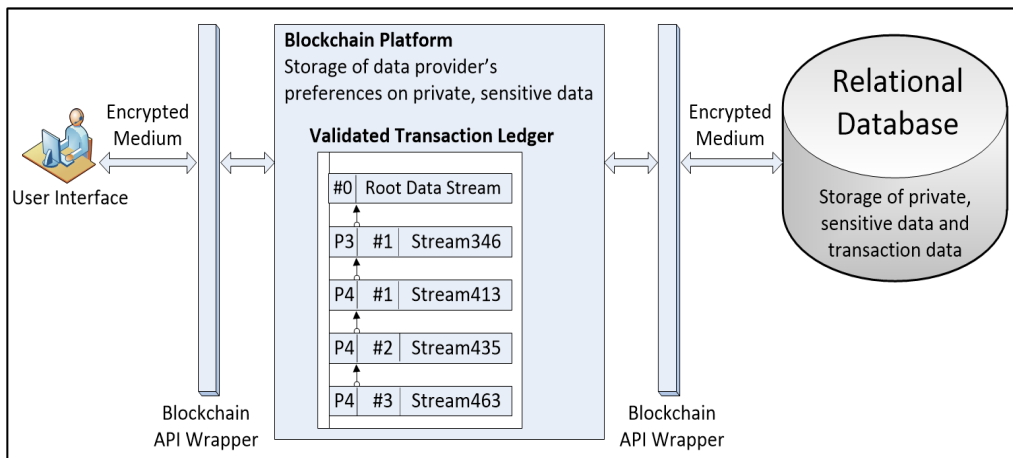 Encrypted
Medium
User Interface
Blockchain
API Wrapper
Blockchain Platform
Storage of data provider's
preferences on private, sensitive data
Validated Transaction Ledger
#0 Root Data Stream
P3 #1 Stream346
P4 #1 Stream413
P4 #2 Stream435
P4 #3 Stream463
Blockchain
API Wrapper
Encrypted
Medium
Relational
Database
Storage of private,
sensitive data and
transaction data